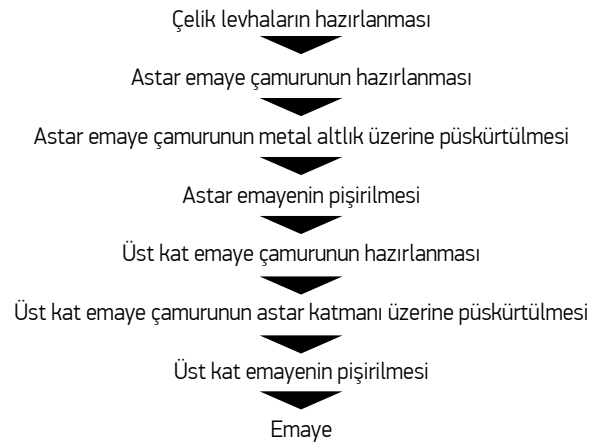 Çelik levhaların hazırlanması
Astar emaye çamurunun hazırlanması
Astar emaye çamurunun metal altlık üzerine püskürtülmesi
Astar emayenin pişirilmesi
Üst kat emaye çamurunun hazırlanması
Üst kat emaye çamurunun astar katmanı üzerine püskürtülmesi
Üst kat emayenin pişirilmesi
Emaye